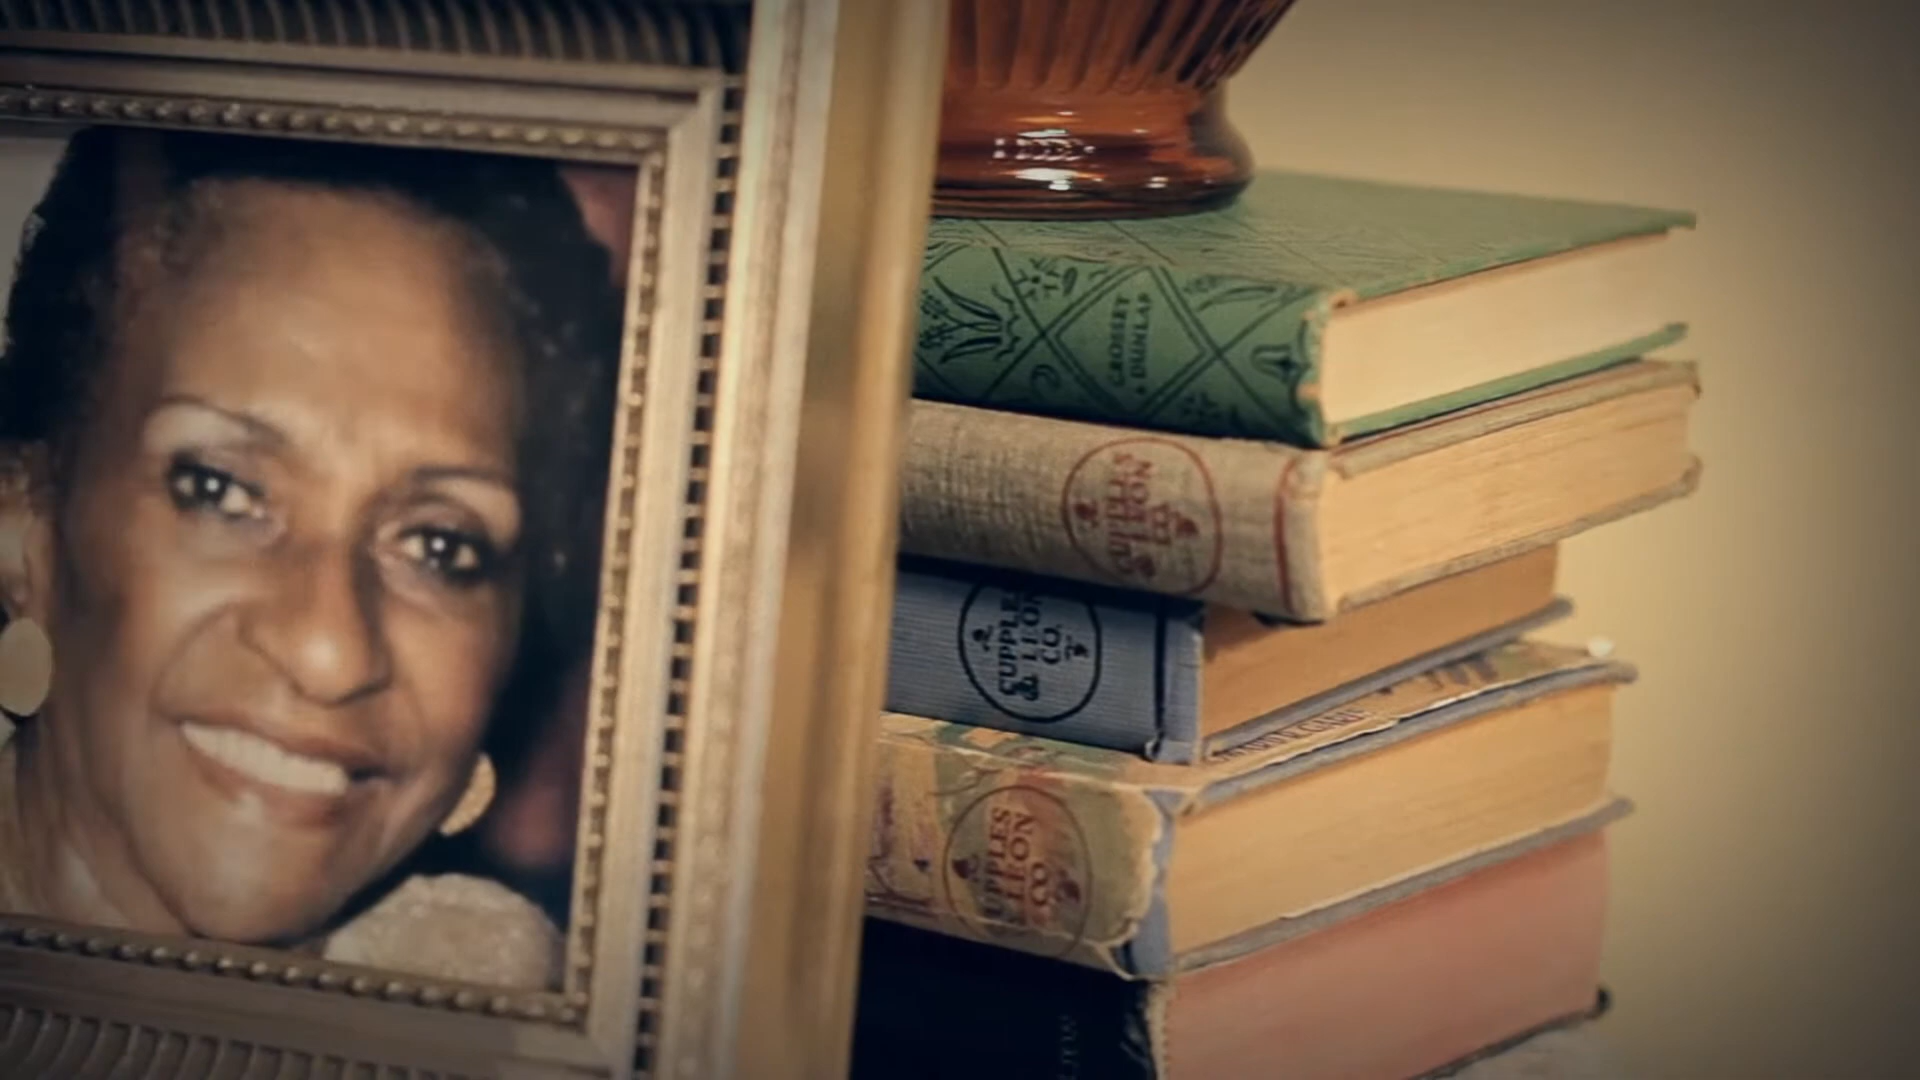 GROSSET
& DUNLAP
CUPPLES
& LEON
CO.
CUPPLES
& LEON
CO.
CUPPLES
& LEON
CO